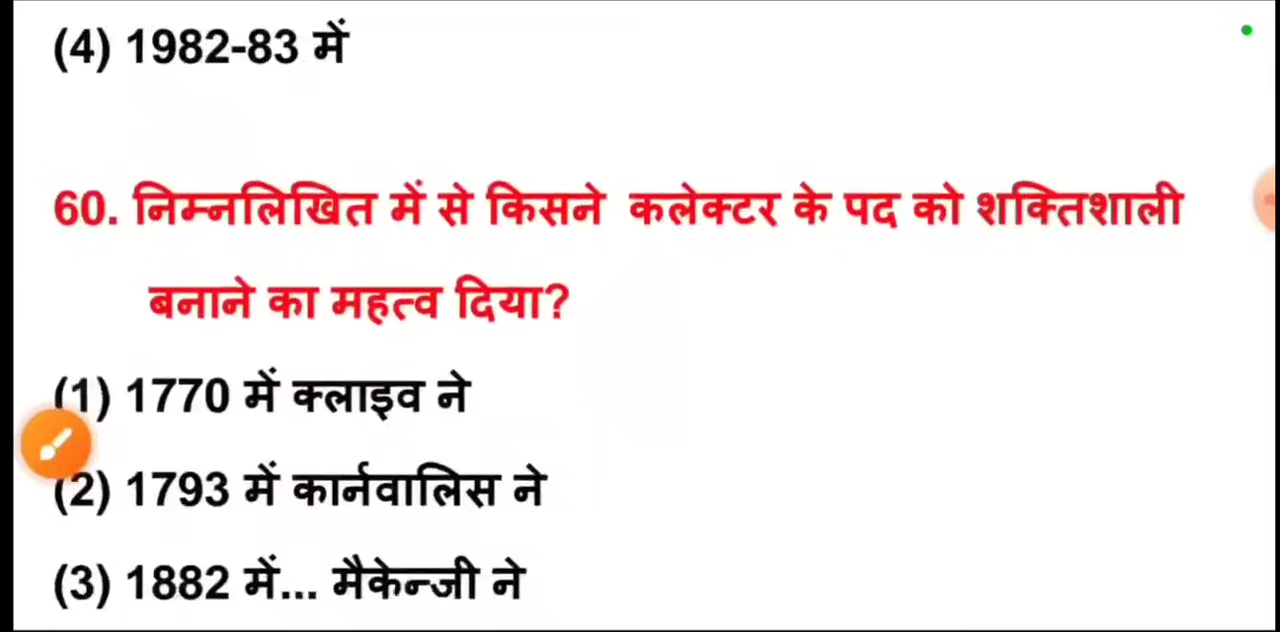 (4) 1982-83 में
60. निम्नलिखित में से किसने कलेक्टर के पद को शक्तिशाली
बनाने का महत्व दिया?
(1) 1770 में क्लाइव ने
(2) 1793 में कार्नवालिस ने
(3) 1882 में... मैकेन्जी ने